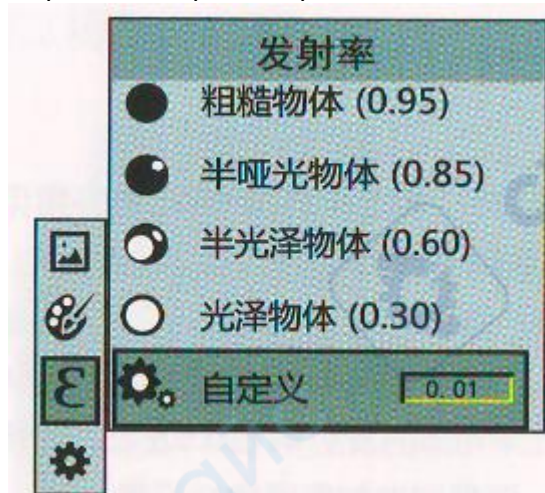 发射率
粗糙物体 (0.95)
半哑光物体 (0.85)
半光泽物体 (0.60)
光泽物体 (0.30)
ε
自定义 0.01